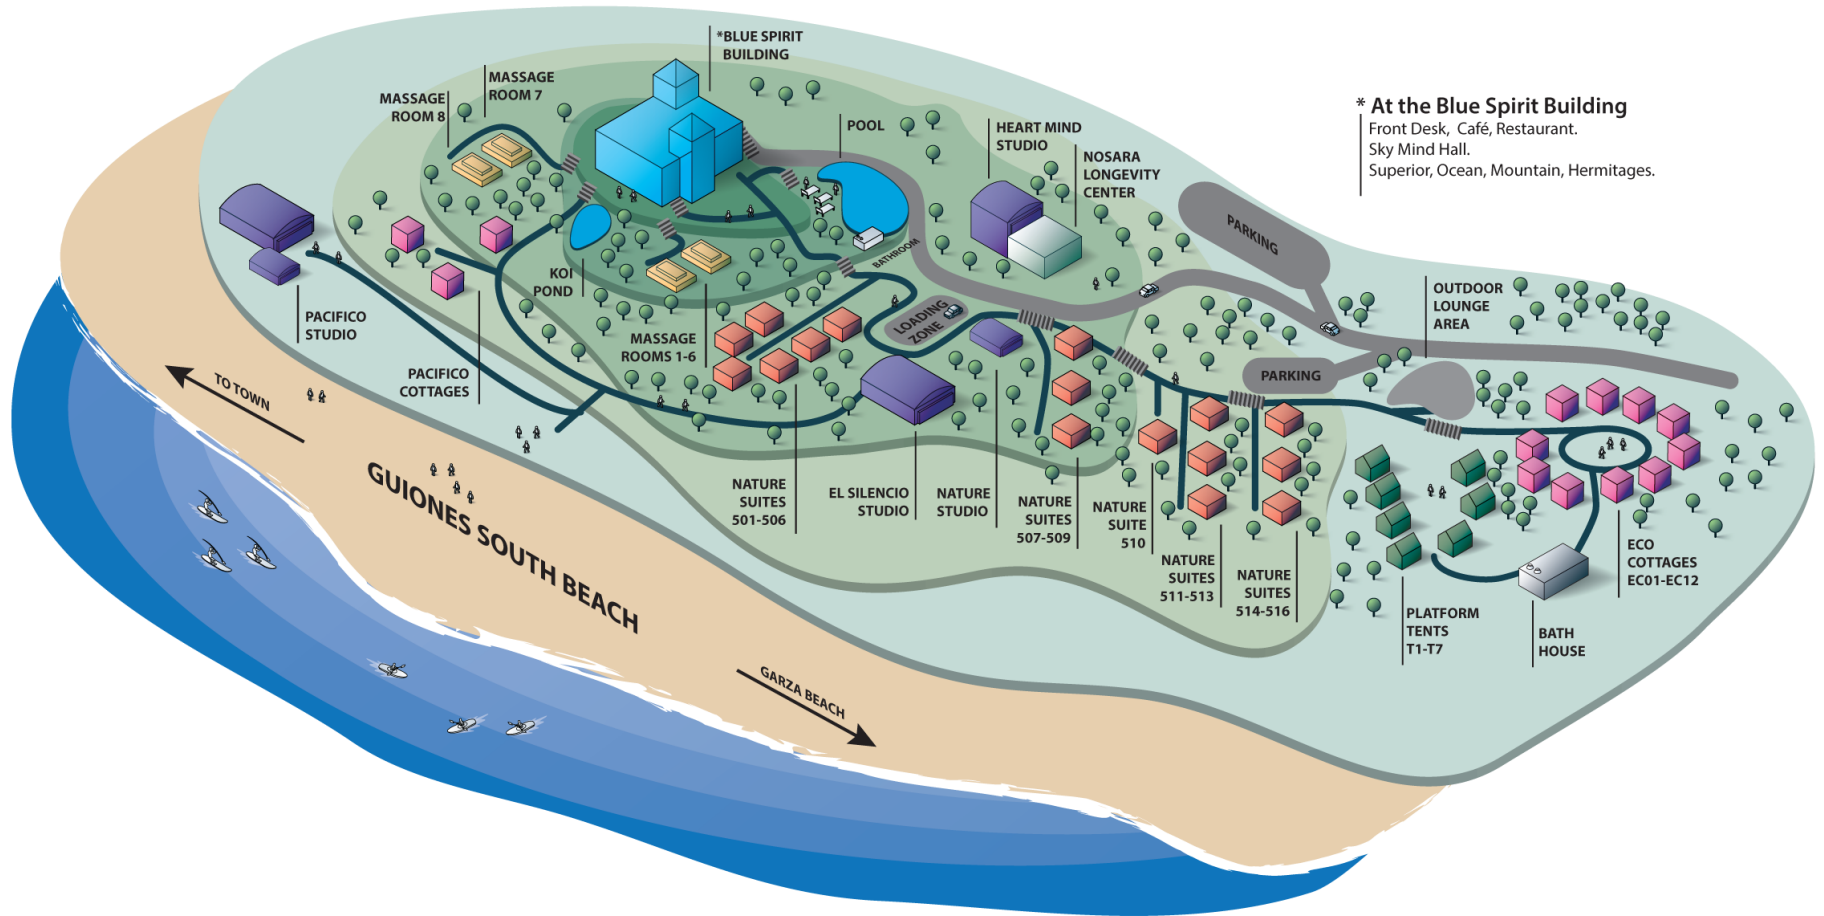 *BLUE SPIRIT
BUILDING
MASSAGE
ROOM 7
MASSAGE
ROOM 8
POOL
HEART MIND
STUDIO
NOSARA
LONGEVITY
CENTER
* At the Blue Spirit Building
Front Desk, Café, Restaurant.
Sky Mind Hall.
Superior, Ocean, Mountain, Hermitages.
PARKING
BATHROOM
KOI
POND
LOADING
ZONE
OUTDOOR
LOUNGE
AREA
PACIFICO
STUDIO
MASSAGE
ROOMS 1-6
PACIFICO
COTTAGES
PARKING
TO TOWN
GUIONES SOUTH BEACH
GARZA BEACH
NATURE
SUITES
501-506
EL SILENCIO
STUDIO
NATURE
STUDIO
NATURE
SUITES
507-509
NATURE
SUITE
510
NATURE
SUITES
511-513
NATURE
SUITES
514-516
PLATFORM
TENTS
T1-T7
BATH
HOUSE
ECO
COTTAGES
EC01-EC12